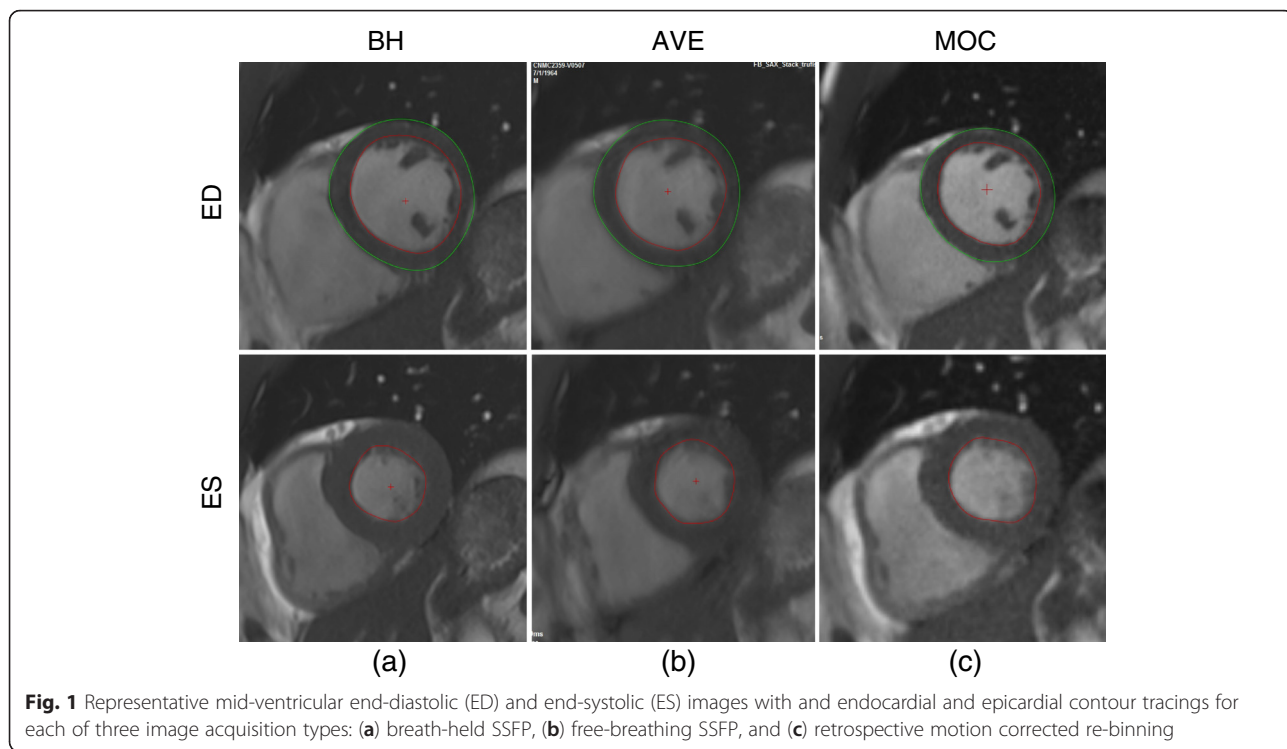 BH AVE MOC
CNMC2359-V0507 FB_SAX_Stack_trufi
7/1/1964
M
ED
ES
(a) (b) (c)
Fig. 1 Representative mid-ventricular end-diastolic (ED) and end-systolic (ES) images with and endocardial and epicardial contour tracings for
each of three image acquisition types: (a) breath-held SSFP, (b) free-breathing SSFP, and (c) retrospective motion corrected re-binning